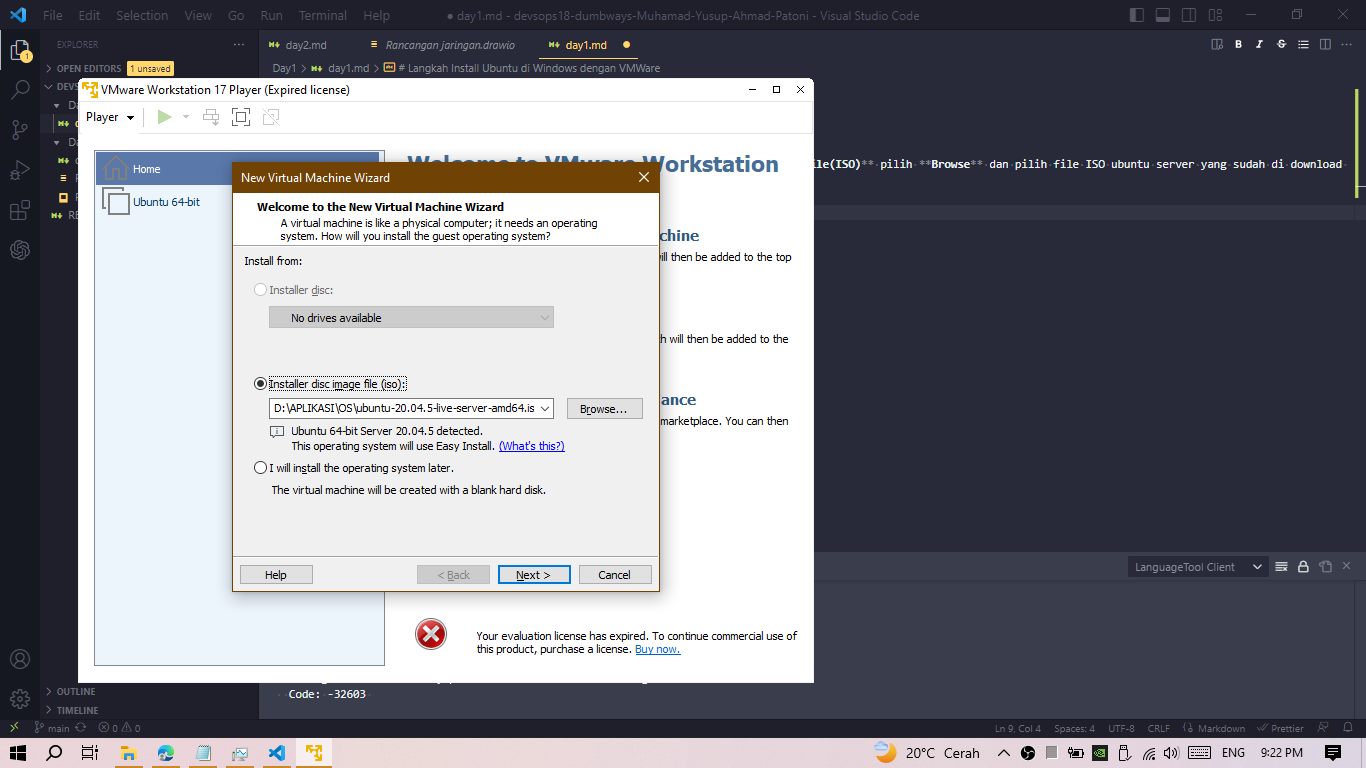 File Edit Selection View Go Run Terminal Help
● day1.md - devsops18-dumbways-Muhamad-Yusup-Ahmad-Patoni - Visual Studio Code
EXPLORER ...
day2.md Rancangan jaringan.drawio day1.md ●
OPEN EDITORS 1 unsaved
Day1 > day1.md > # Langkah Install Ubuntu di Windows dengan VMWare
DEVS
VMware Workstation 17 Player (Expired license)
Player
Home
Ubuntu 64-bit
Welcome to VMware Workstation
le(ISO)** pilih **Browse** dan pilih file ISO ubuntu server yang sudah di download
New Virtual Machine Wizard
Welcome to the New Virtual Machine Wizard
A virtual machine is like a physical computer; it needs an operating
system. How will you install the guest operating system?
chine
will then be added to the top
Install from:
Installer disc:
No drives available
h will then be added to the
Installer disc image file (iso):
D:\APLIKASI\OS\ubuntu-20.04.5-live-server-amd64.is
Browse...
ance
marketplace. You can then
Ubuntu 64-bit Server 20.04.5 detected.
This operating system will use Easy Install. (What's this?)
I will install the operating system later.
The virtual machine will be created with a blank hard disk.
Help < Back Next > Cancel
LanguageTool Client
Your evaluation license has expired. To continue commercial use of
this product, purchase a license. Buy now.
Code: -32603
OUTLINE
TIMELINE
main 0 0
Ln 9, Col 4 Spaces: 4 UTF-8 CRLF Markdown Prettier
20°C Cerah ENG 9:22 PM